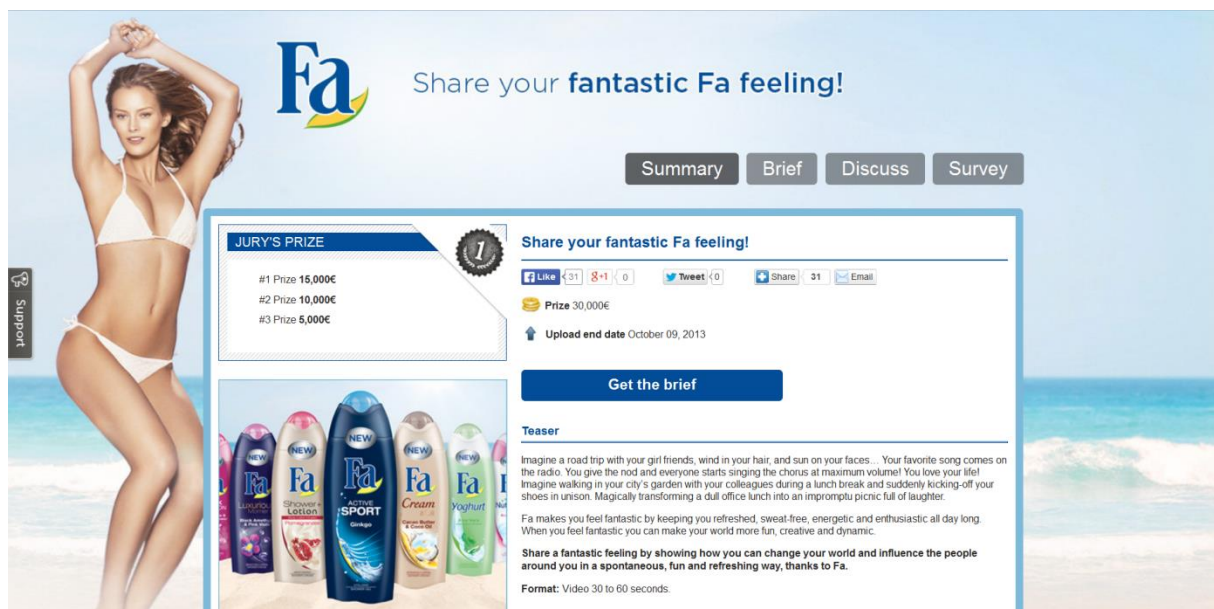 Fa
Share your fantastic Fa feeling!
Summary
Brief
Discuss
Survey
Support
JURY'S PRIZE
1
#1 Prize 15,000€
#2 Prize 10,000€
#3 Prize 5,000€
Share your fantastic Fa feeling!
Like 31
g+1 0
Tweet 0
Share 31
Email
Prize 30,000€
Upload end date October 09, 2013
Get the brief
Teaser
Imagine a road trip with your girl friends, wind in your hair, and sun on your faces… Your favorite song comes on
the radio. You give the nod and everyone starts singing the chorus at maximum volume! You love your life!
Imagine walking in your city's garden with your colleagues during a lunch break and suddenly kicking-off your
shoes in unison. Magically transforming a dull office lunch into an impromptu picnic full of laughter.
Fa makes you feel fantastic by keeping you refreshed, sweat-free, energetic and enthusiastic all day long.
When you feel fantastic you can make your world more fun, creative and dynamic.
Share a fantastic feeling by showing how you can change your world and influence the people
around you in a spontaneous, fun and refreshing way, thanks to Fa.
Format: Video 30 to 60 seconds.
NEW
Fa
Luxurious
NEW
Fa
Shower+
Lotion
Pomegranate
NEW
Fa
ACTIVE
SPORT
Ginkgo
NEW
Fa
Cream
Cacao Butter
& Coco Oil
NEW
Fa
Yoghurt